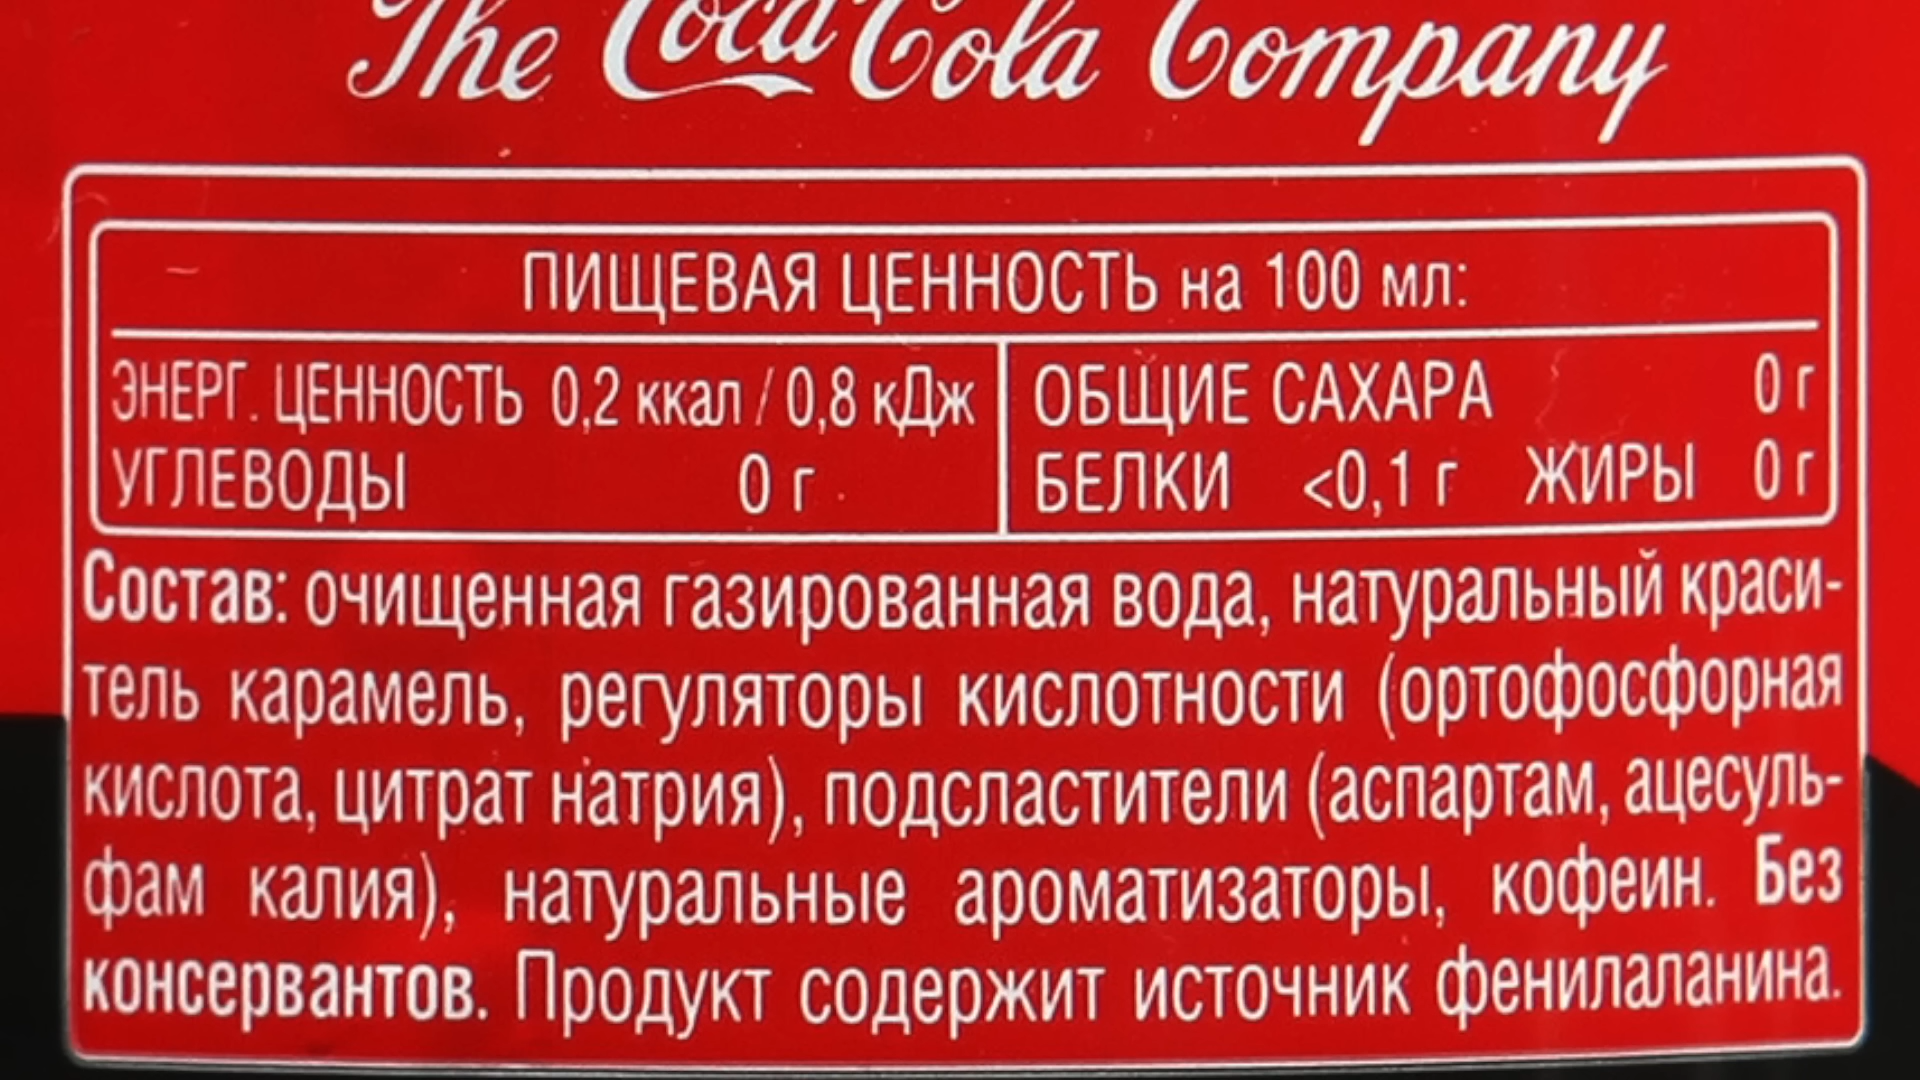 The Coca-Cola Company
ПИЩЕВАЯ ЦЕННОСТЬ на 100 мл:
ЭНЕРГ. ЦЕННОСТЬ 0,2 ккал / 0,8 кДж
УГЛЕВОДЫ 0 г
ОБЩИЕ САХАРА 0 г
БЕЛКИ <0,1 г ЖИРЫ 0 г
Состав: очищенная газированная вода, натуральный краси-
тель карамель, регуляторы кислотности (ортофосфорная
кислота, цитрат натрия), подсластители (аспартам, ацесуль-
фам калия), натуральные ароматизаторы, кофеин. Без
консервантов. Продукт содержит источник фенилаланина.